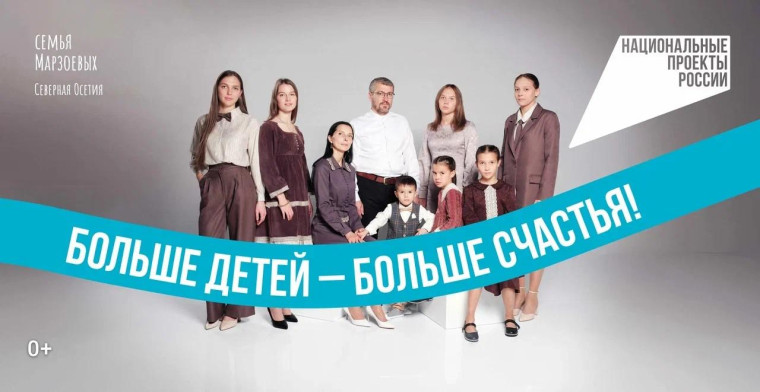 семья
Марзоевых
Северная Осетия
НАЦИОНАЛЬНЫЕ
ПРОЕКТЫ
РОССИИ
БОЛЬШЕ ДЕТЕЙ – БОЛЬШЕ СЧАСТЬЯ!
0+